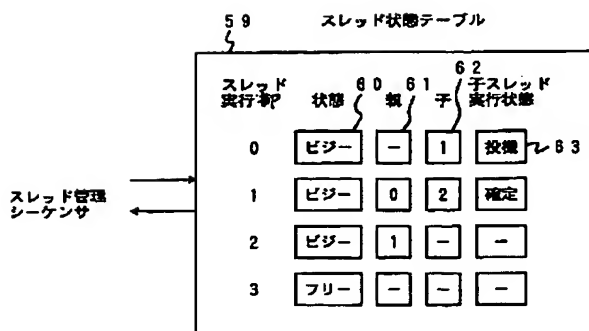 59 スレッド状態テーブル
60 61 62
スレッド 子スレッド
実行 状態 親 子 実行状態
0 ビジー - 1 投機 63
1 ビジー 0 2 確定
2 ビジー 1 - -
3 フリー - - -
スレッド管理
シーケンサ